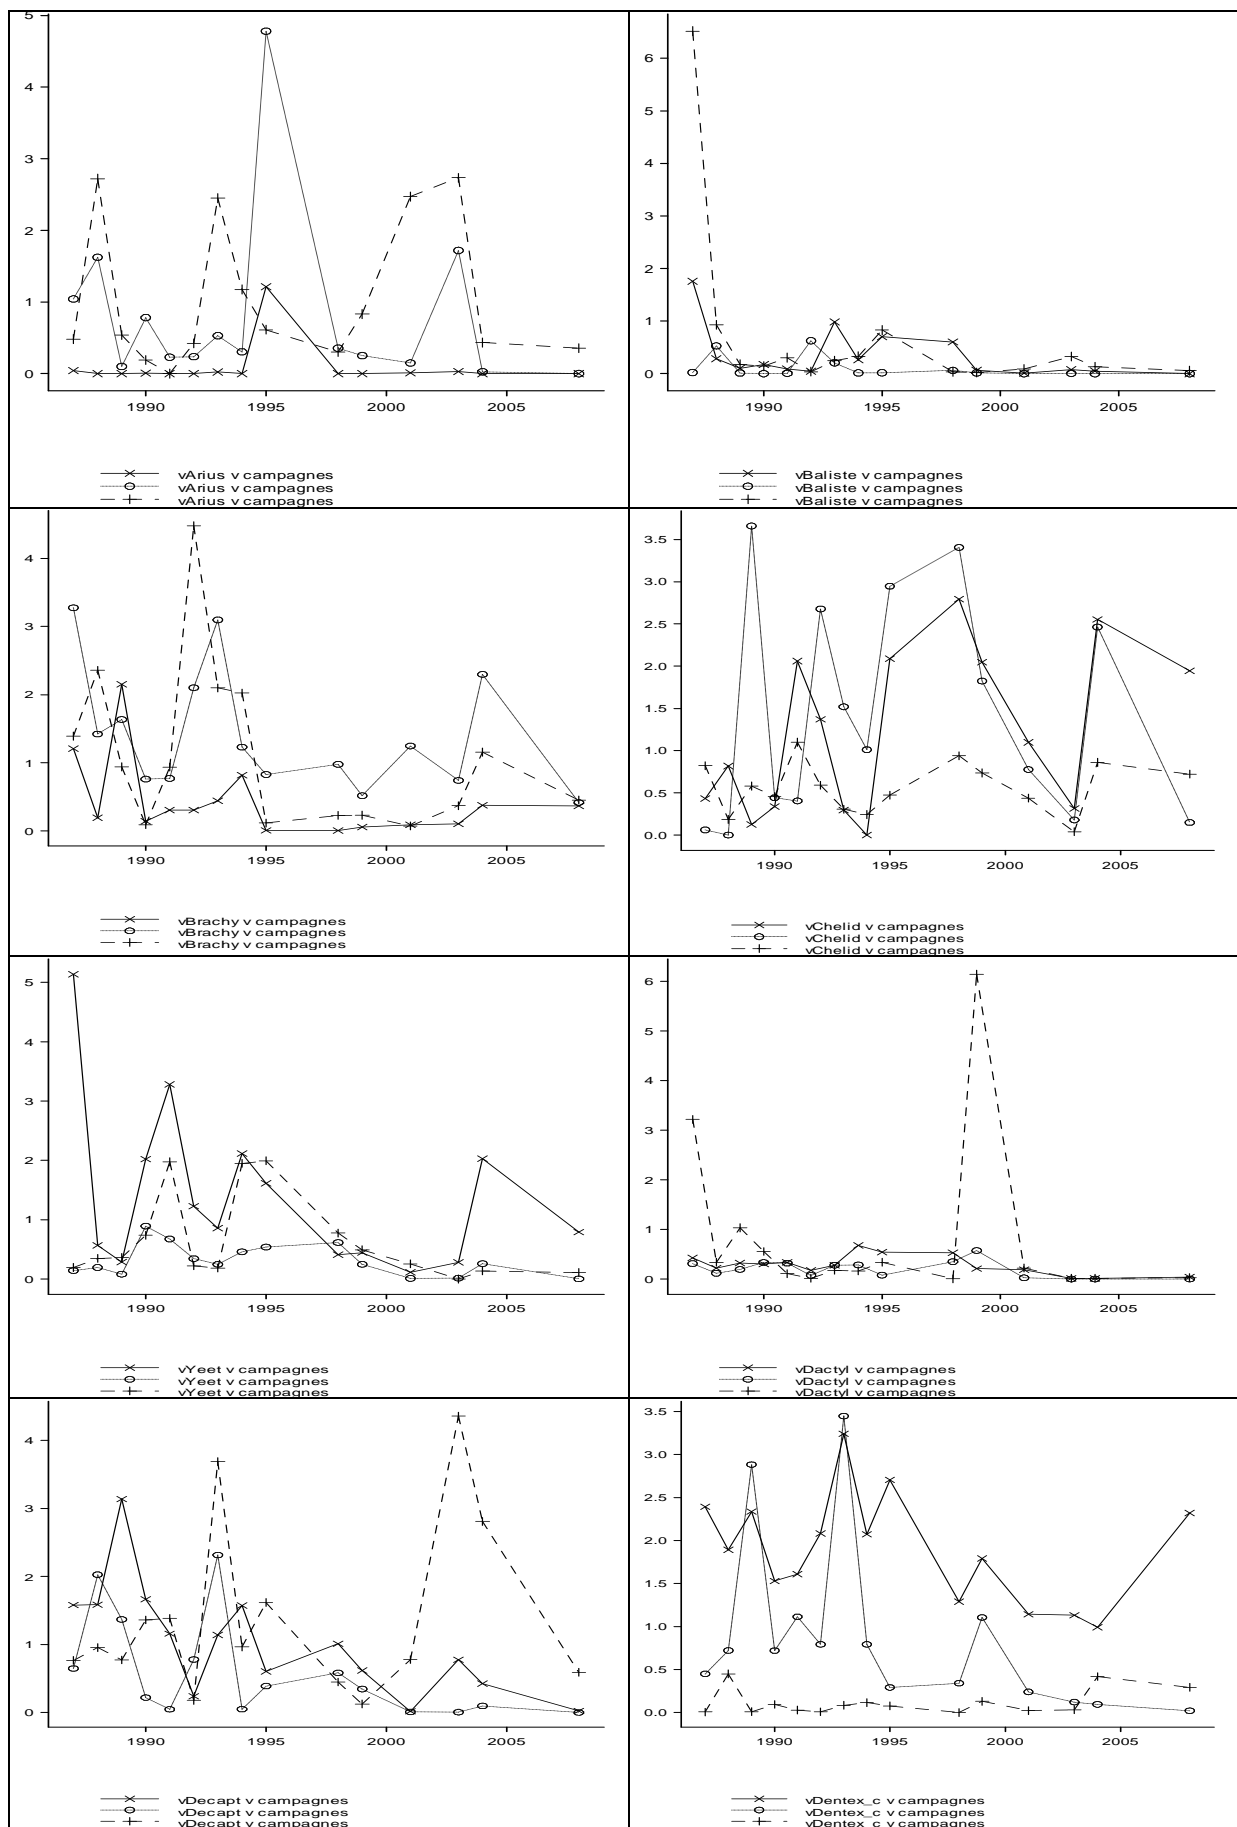 5
4
3
2
1
0
1990 1995 2000 2005
vArius v campagnes
vArius v campagnes
vArius v campagnes
6
5
4
3
2
1
0
1990 1995 2000 2005
vBaliste v campagnes
vBaliste v campagnes
vBaliste v campagnes
4
3
2
1
0
1990 1995 2000 2005
vBrachy v campagnes
vBrachy v campagnes
vBrachy v campagnes
3.5
3.0
2.5
2.0
1.5
1.0
0.5
0.0
1990 1995 2000 2005
vChelid v campagnes
vChelid v campagnes
vChelid v campagnes
5
4
3
2
1
0
1990 1995 2000 2005
vYeet v campagnes
vYeet v campagnes
vYeet v campagnes
6
5
4
3
2
1
0
1990 1995 2000 2005
vDactyl v campagnes
vDactyl v campagnes
vDactyl v campagnes
4
3
2
1
0
1990 1995 2000 2005
vDecapt v campagnes
vDecapt v campagnes
vDecapt v campagnes
3.5
3.0
2.5
2.0
1.5
1.0
0.5
0.0
1990 1995 2000 2005
vDentex_c v campagnes
vDentex_c v campagnes
vDentex_c v campagnes